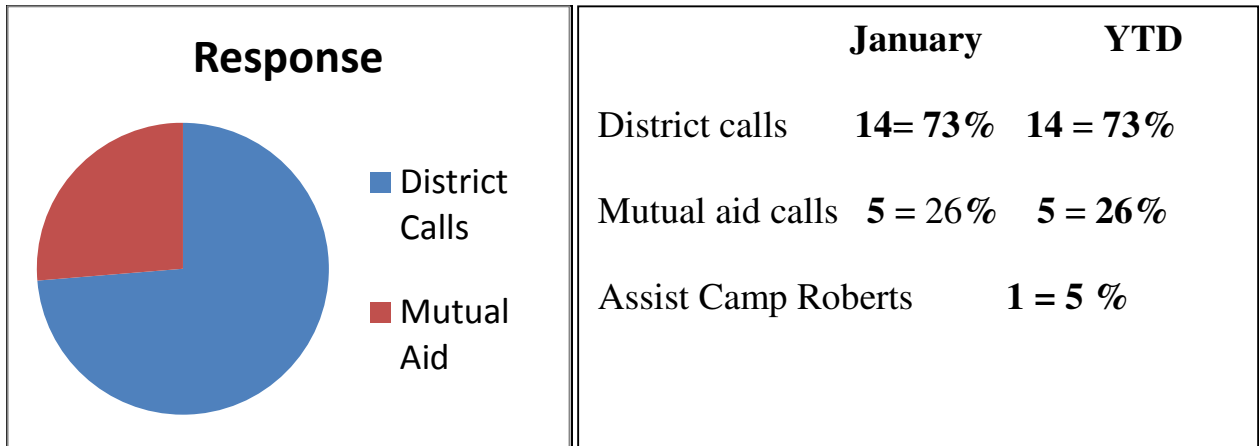 Response
District
Calls
Mutual
Aid
January YTD
District calls 14= 73% 14 = 73%
Mutual aid calls 5 = 26% 5 = 26%
Assist Camp Roberts 1 = 5 %